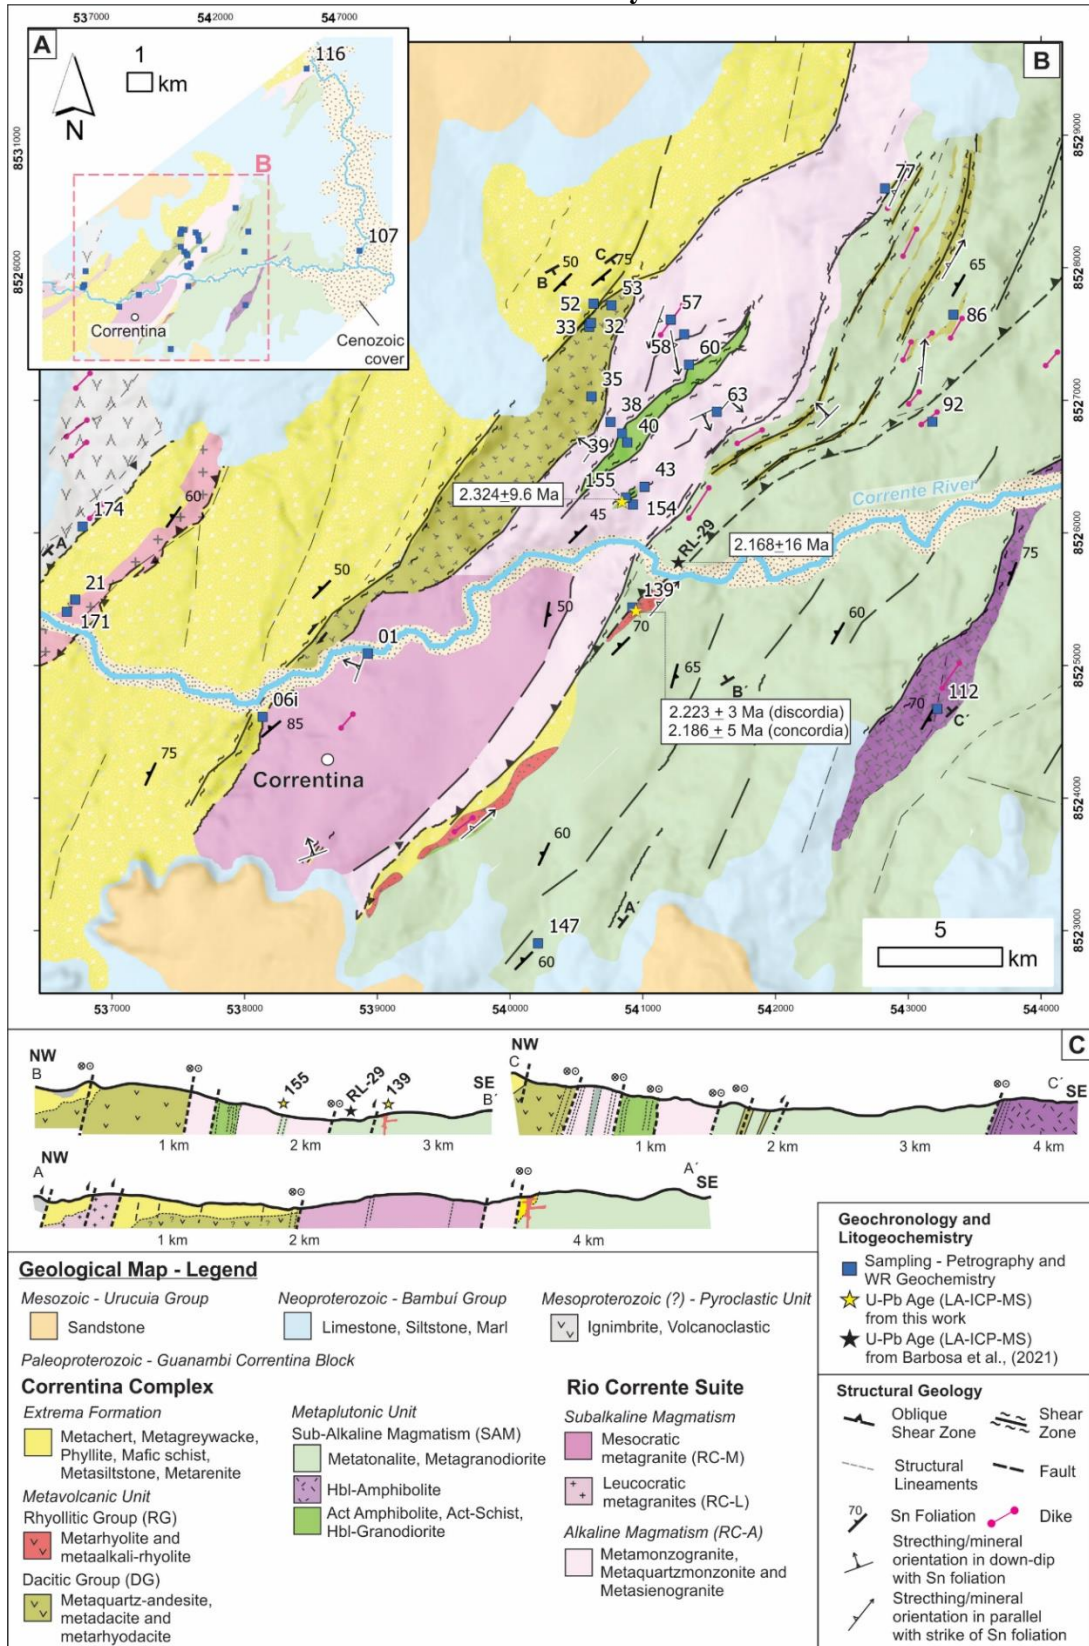 537000 542000 547000
A
1
km
N
116
8531000
B
107
8526000
Correntina
Cenozoic
cover
B
8529000
8528000
8527000
8526000
8525000
8524000
8523000
77
65
86
92
50
C
75
B
52
53
33
32
57
58
60
35
38
63
39
40
155
43
2.324±9.6 Ma
45
154
RL-29
Corrente River
2.168±16 Ma
174
60
A
21
171
50
01
50
139
70
75
60
65
B´
06i
85
2.223 ± 3 Ma (discordia)
2.186 ± 5 Ma (concordia)
70
112
C´
75
Correntina
60
60
A´
147
60
5
km
537000 538000 539000 540000 541000 542000 543000 544000
C
NW
B
155
RL-29
139
SE
B´
1 km 2 km 3 km
NW
C
C´
SE
1 km 2 km 3 km 4 km
NW
A
A´
SE
1 km 2 km 4 km
Geological Map - Legend
Mesozoic - Urucuia Group
Sandstone
Neoproterozoic - Bambuí Group
Limestone, Siltstone, Marl
Mesoproterozoic (?) - Pyroclastic Unit
Ignimbrite, Volcanoclastic
Paleoproterozoic - Guanambi Correntina Block
Correntina Complex
Extrema Formation
Metachert, Metagreywacke,
Phyllite, Mafic schist,
Metasiltstone, Metarenite
Metavolcanic Unit
Rhyollitic Group (RG)
Metarhyolite and
metaalkali-rhyolite
Dacitic Group (DG)
Metaquartz-andesite,
metadacite and
metarhyodacite
Metaplutonic Unit
Sub-Alkaline Magmatism (SAM)
Metatonalite, Metagranodiorite
Hbl-Amphibolite
Act Amphibolite, Act-Schist,
Hbl-Granodiorite
Rio Corrente Suite
Subalkaline Magmatism
Mesocratic
metagranite (RC-M)
Leucocratic
metagranites (RC-L)
Alkaline Magmatism (RC-A)
Metamonzogranite,
Metaquartzmonzonite and
Metasienogranite
Geochronology and
Litogeochemistry
Sampling - Petrography and
WR Geochemistry
U-Pb Age (LA-ICP-MS)
from this work
U-Pb Age (LA-ICP-MS)
from Barbosa et al., (2021)
Structural Geology
Oblique
Shear Zone
Shear
Zone
Structural
Lineaments
Fault
70
Sn Foliation
Dike
Strecthing/mineral
orientation in down-dip
with Sn foliation
Strecthing/mineral
orientation in parallel
with strike of Sn foliation